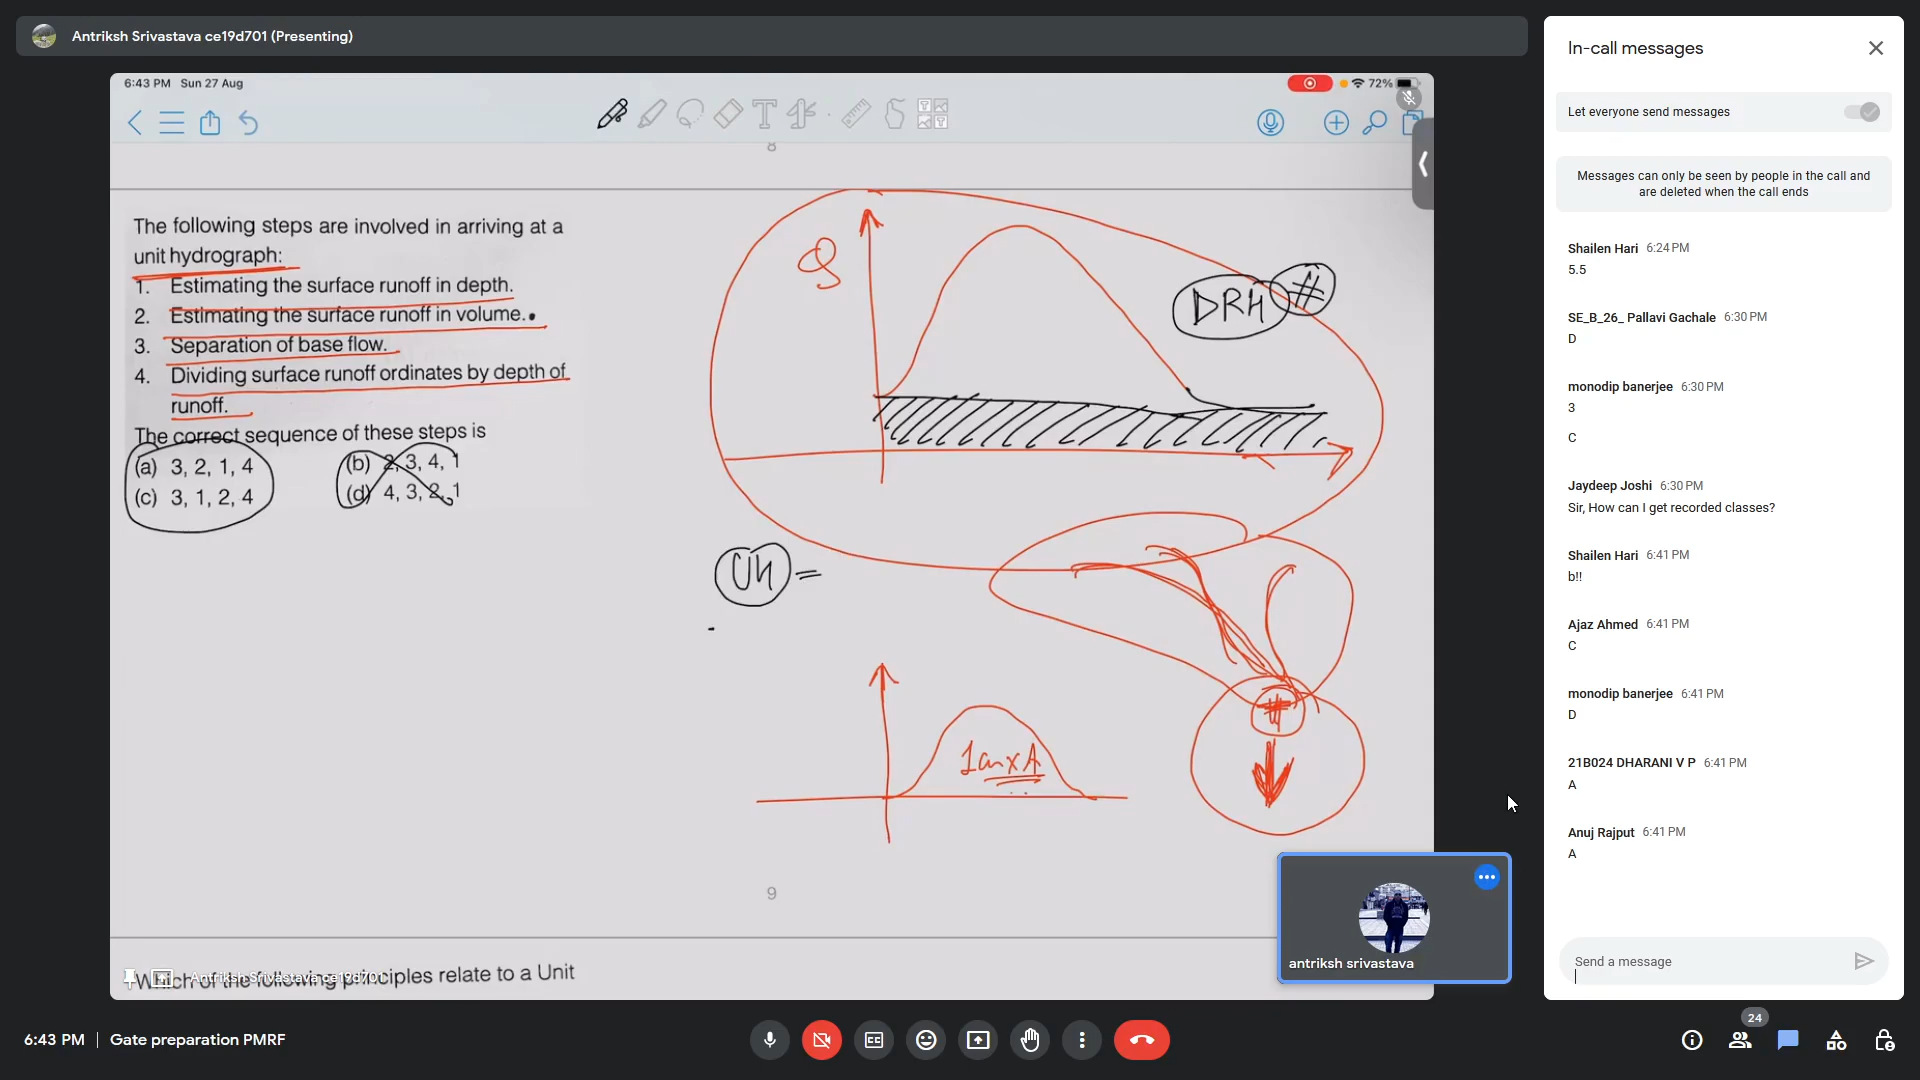 Antriksh Srivastava ce19d701 (Presenting)
6:43 PM Sun 27 Aug
72%
8
The following steps are involved in arriving at a
unit hydrograph:
1. Estimating the surface runoff in depth.
2. Estimating the surface runoff in volume.
3. Separation of base flow.
4. Dividing surface runoff ordinates by depth of
runoff.
The correct sequence of these steps is
(a) 3, 2, 1, 4
(b) 2, 3, 4, 1
(c) 3, 1, 2, 4
(d) 4, 3, 2, 1
DRH #
UH =
#
1cm x A
9
Which of the following principles relate to a Unit
Antriksh Srivastava ce19d701
antriksh srivastava
6:43 PM | Gate preparation PMRF
In-call messages
Let everyone send messages
Messages can only be seen by people in the call and
are deleted when the call ends
Shailen Hari 6:24 PM
5.5
SE_B_26_ Pallavi Gachale 6:30 PM
D
monodip banerjee 6:30 PM
3
C
Jaydeep Joshi 6:30 PM
Sir, How can I get recorded classes?
Shailen Hari 6:41 PM
b!!
Ajaz Ahmed 6:41 PM
C
monodip banerjee 6:41 PM
D
21B024 DHARANI V P 6:41 PM
A
Anuj Rajput 6:41 PM
A
Send a message
24